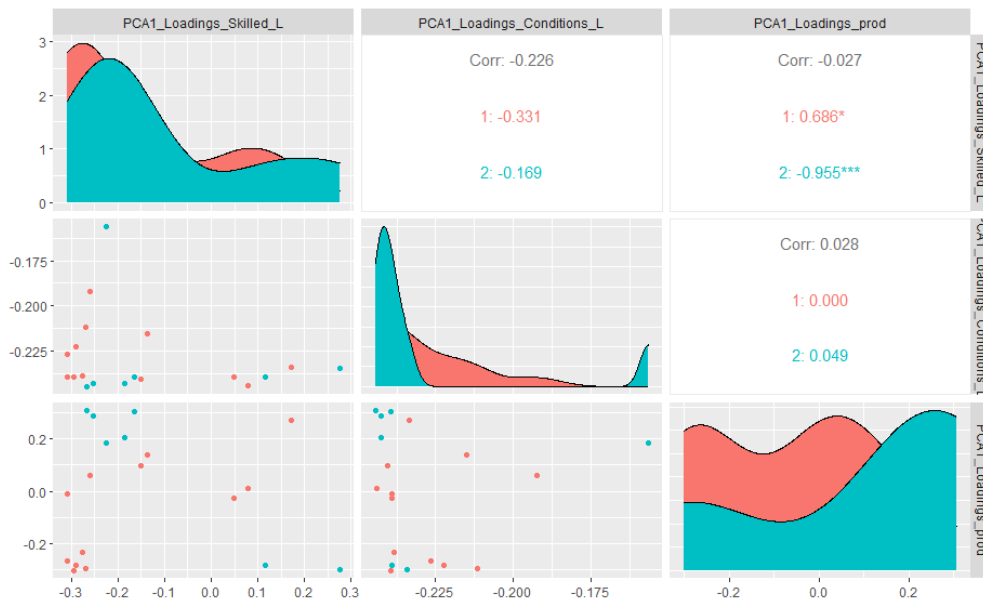 PCA1_Loadings_Skilled_L PCA1_Loadings_Conditions_L PCA1_Loadings_prod
3
2
1
0
Corr: -0.226
1: -0.331
2: -0.169
Corr: -0.027
1: 0.686*
2: -0.955***
PCA1_Loadings_Skilled_L
-0.175
-0.200
-0.225
Corr: 0.028
1: 0.000
2: 0.049
PCA1_Loadings_Conditions_L
0.2
0.0
-0.2
PCA1_Loadings_prod
-0.3 -0.2 -0.1 0.0 0.1 0.2 0.3 -0.225 -0.200 -0.175 -0.2 0.0 0.2